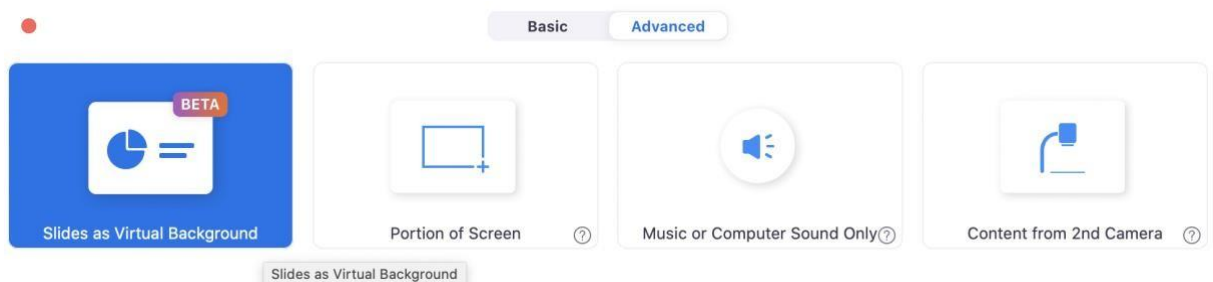 Basic Advanced
BETA
Slides as Virtual Background Portion of Screen ? Music or Computer Sound Only ? Content from 2nd Camera ?
Slides as Virtual Background